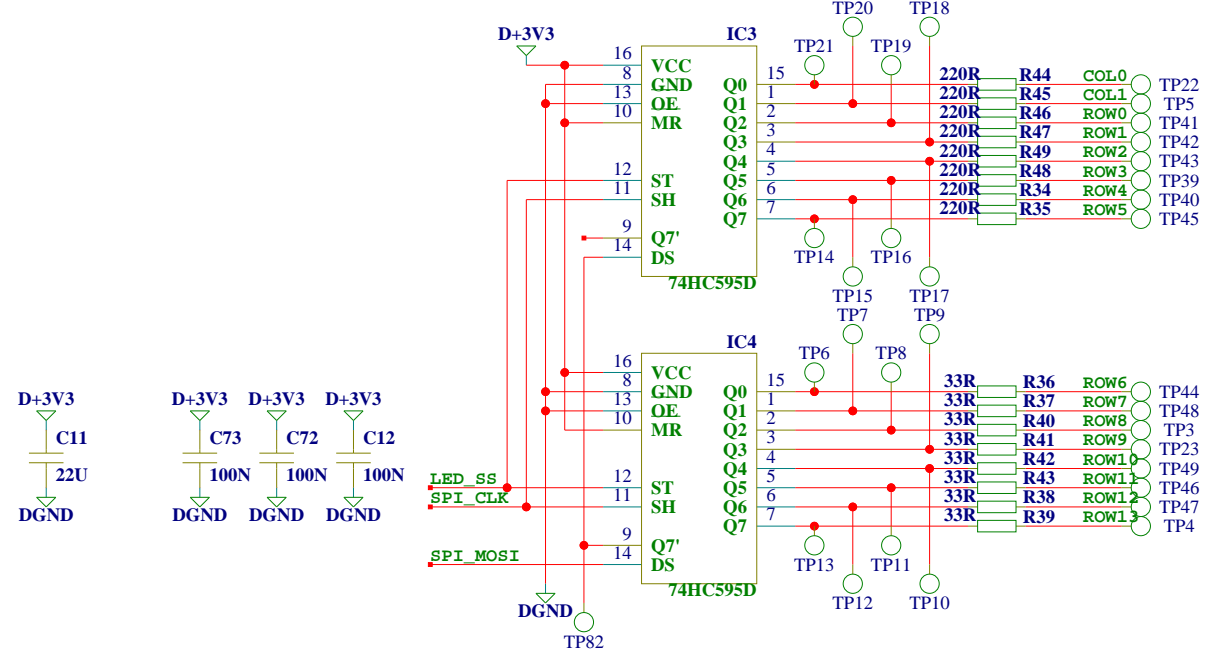 TP20 TP18
D+3V3 IC3
TP21 TP19
16 VCC
8 GND 15 220R R44 COL0 TP22
13 OE Q0 1 220R R45 COL1 TP5
10 MR Q1 2 220R R46 ROW0 TP41
Q2 3 220R R47 ROW1 TP42
Q3 4 220R R49 ROW2 TP43
12 ST Q4 5 220R R48 ROW3 TP39
11 SH Q5 6 220R R34 ROW4 TP40
Q6 7 220R R35 ROW5 TP45
9 Q7' Q7
14 DS TP14 TP16
74HC595D
TP15 TP17
TP7 TP9
IC4
TP6 TP8
16 VCC
8 GND 15 33R R36 ROW6 TP44
13 OE Q0 1 33R R37 ROW7 TP48
10 MR Q1 2 33R R40 ROW8 TP3
Q2 3 33R R41 ROW9 TP23
Q3 4 33R R42 ROW10 TP49
12 ST Q4 5 33R R43 ROW11 TP46
11 SH Q5 6 33R R38 ROW12 TP47
Q6 7 33R R39 ROW13 TP4
9 Q7' Q7
14 DS TP13 TP11
74HC595D
TP12 TP10
D+3V3 D+3V3 D+3V3 D+3V3
C11 C73 C72 C12
22U 100N 100N 100N
DGND DGND DGND DGND
LED_SS
SPI_CLK
SPI_MOSI
DGND
TP82